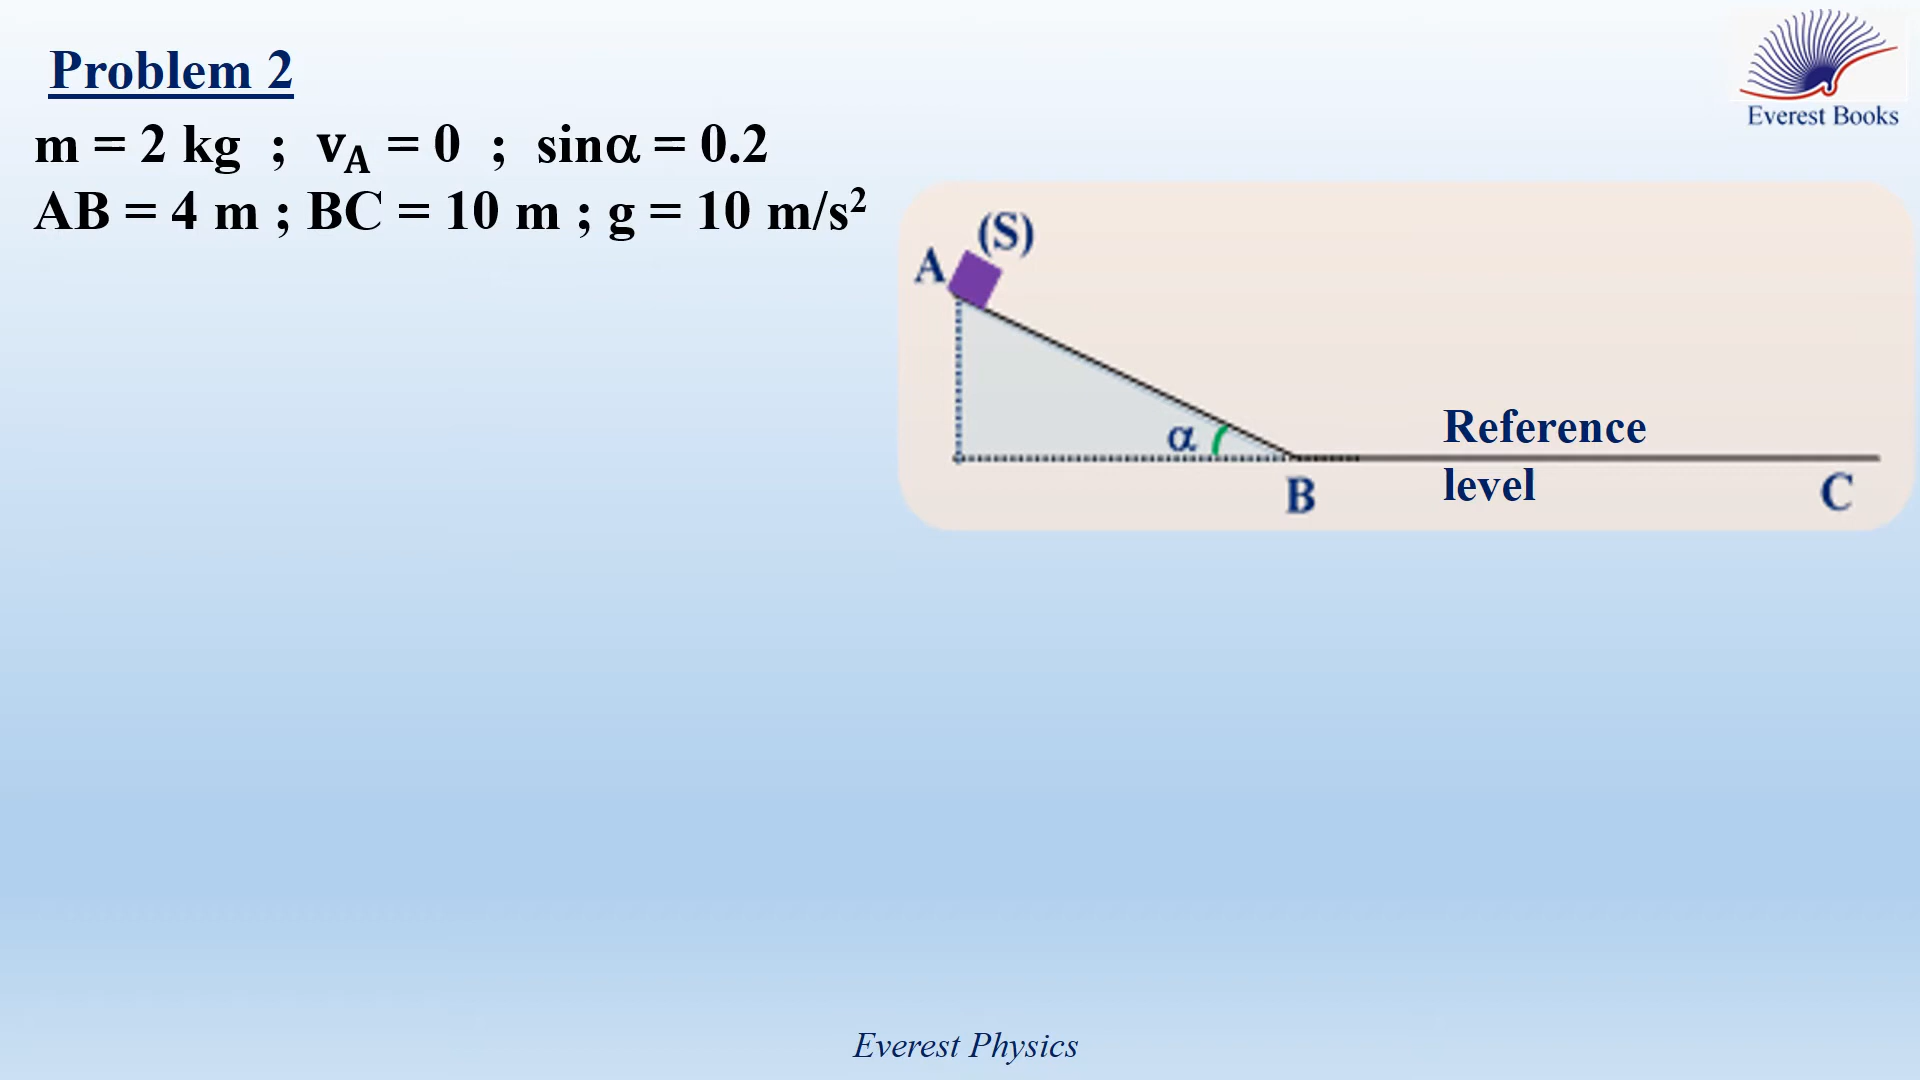 Problem 2
Everest Books
m = 2 kg ; v_A = 0 ; sinα = 0.2
AB = 4 m ; BC = 10 m ; g = 10 m/s²
(S)
A
Reference
α
level
B
C
Everest Physics